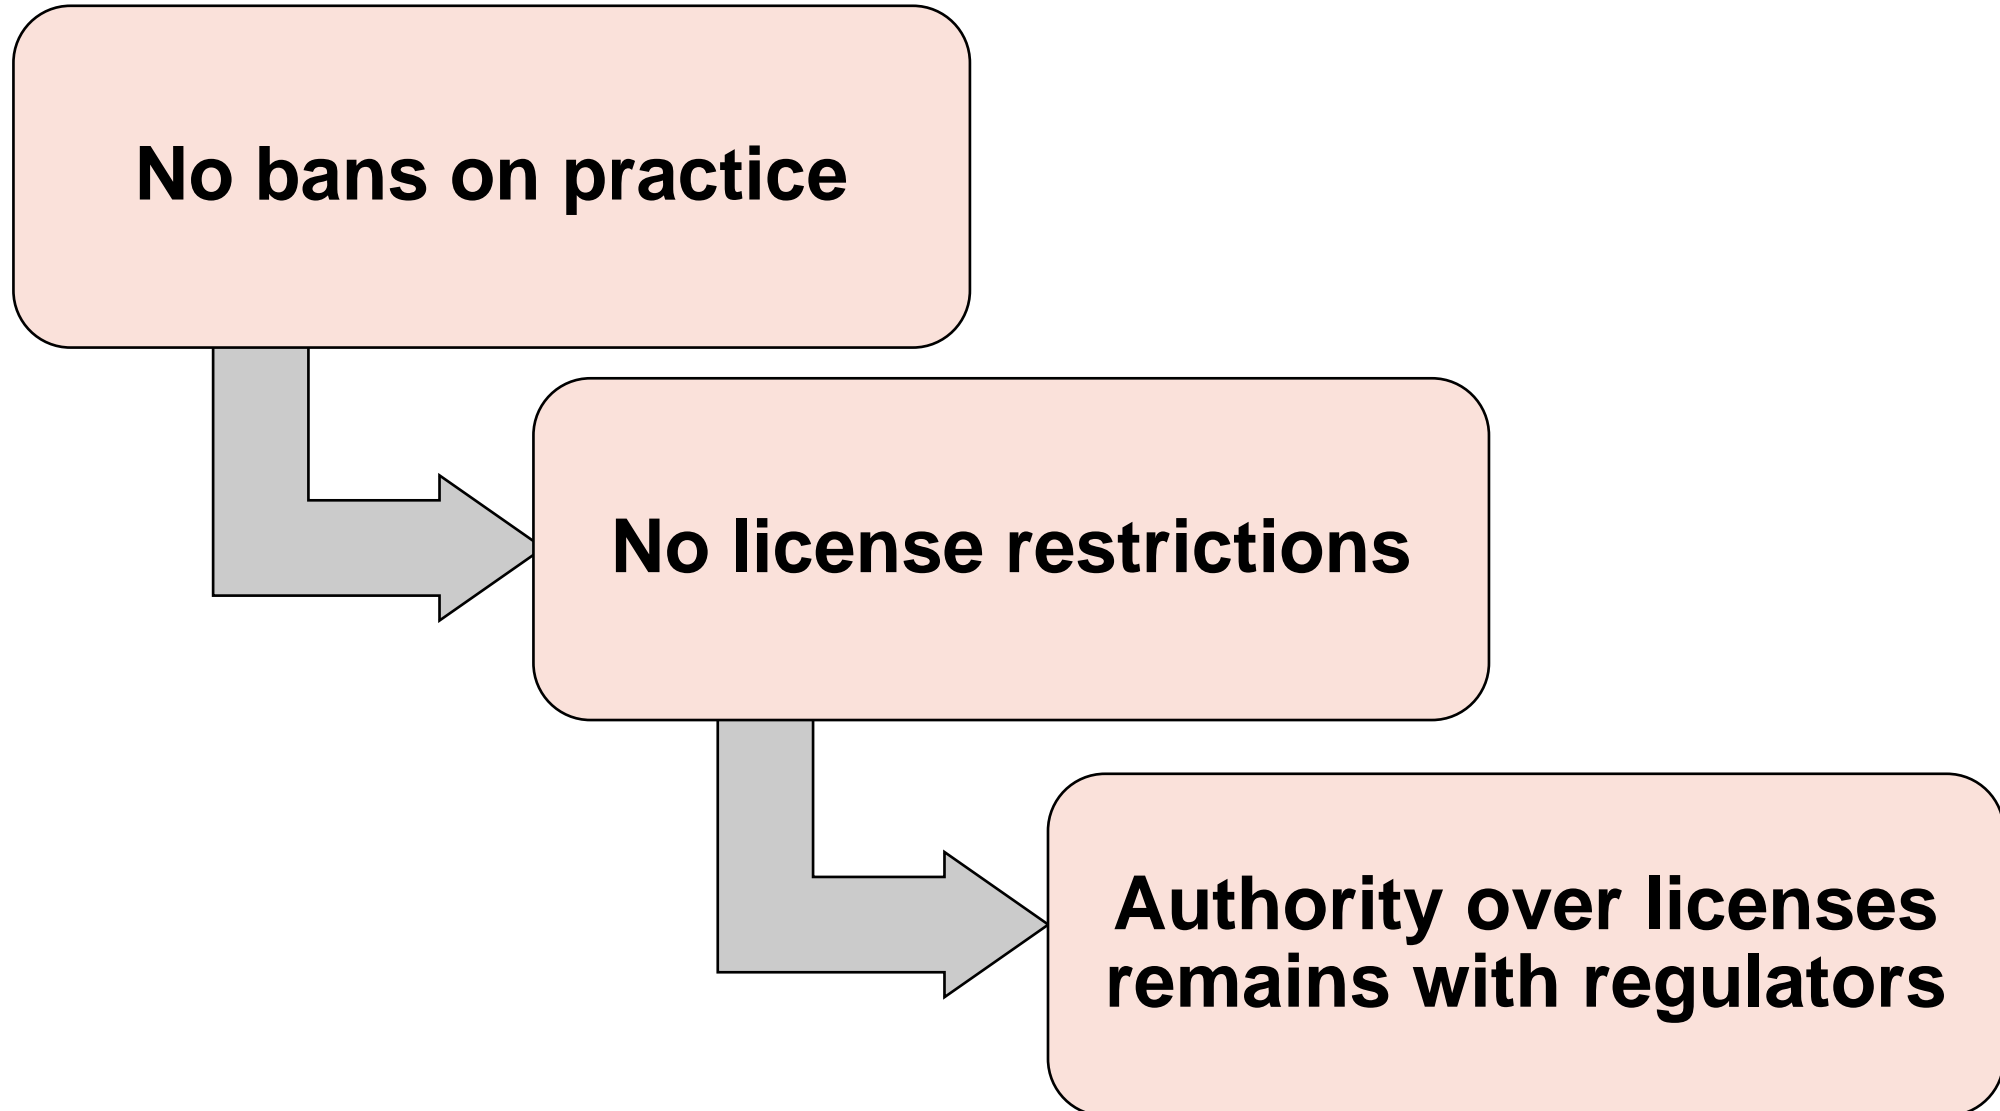 No bans on practice
No license restrictions
Authority over licenses
remains with regulators